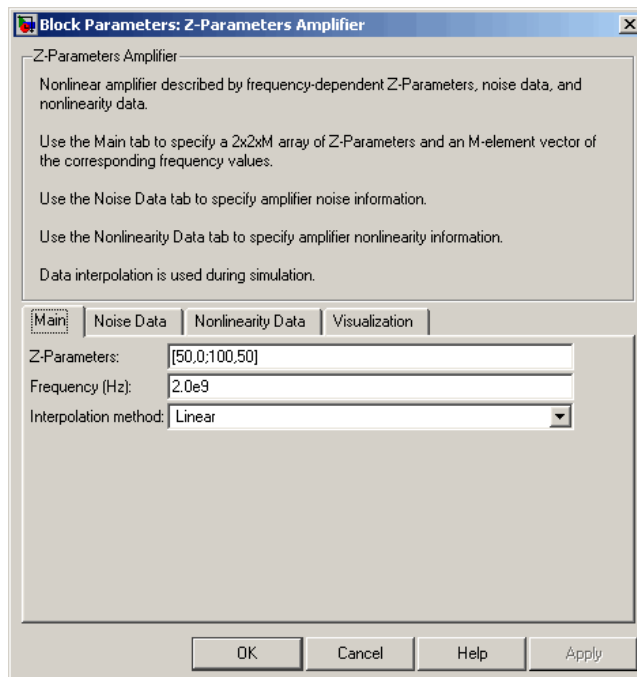 Block Parameters: Z-Parameters Amplifier
Z-Parameters Amplifier
Nonlinear amplifier described by frequency-dependent Z-Parameters, noise data, and
nonlinearity data.
Use the Main tab to specify a 2x2xM array of Z-Parameters and an M-element vector of
the corresponding frequency values.
Use the Noise Data tab to specify amplifier noise information.
Use the Nonlinearity Data tab to specify amplifier nonlinearity information.
Data interpolation is used during simulation.
Main Noise Data Nonlinearity Data Visualization
Z-Parameters: [50,0;100,50]
Frequency (Hz): 2.0e9
Interpolation method: Linear
OK Cancel Help Apply